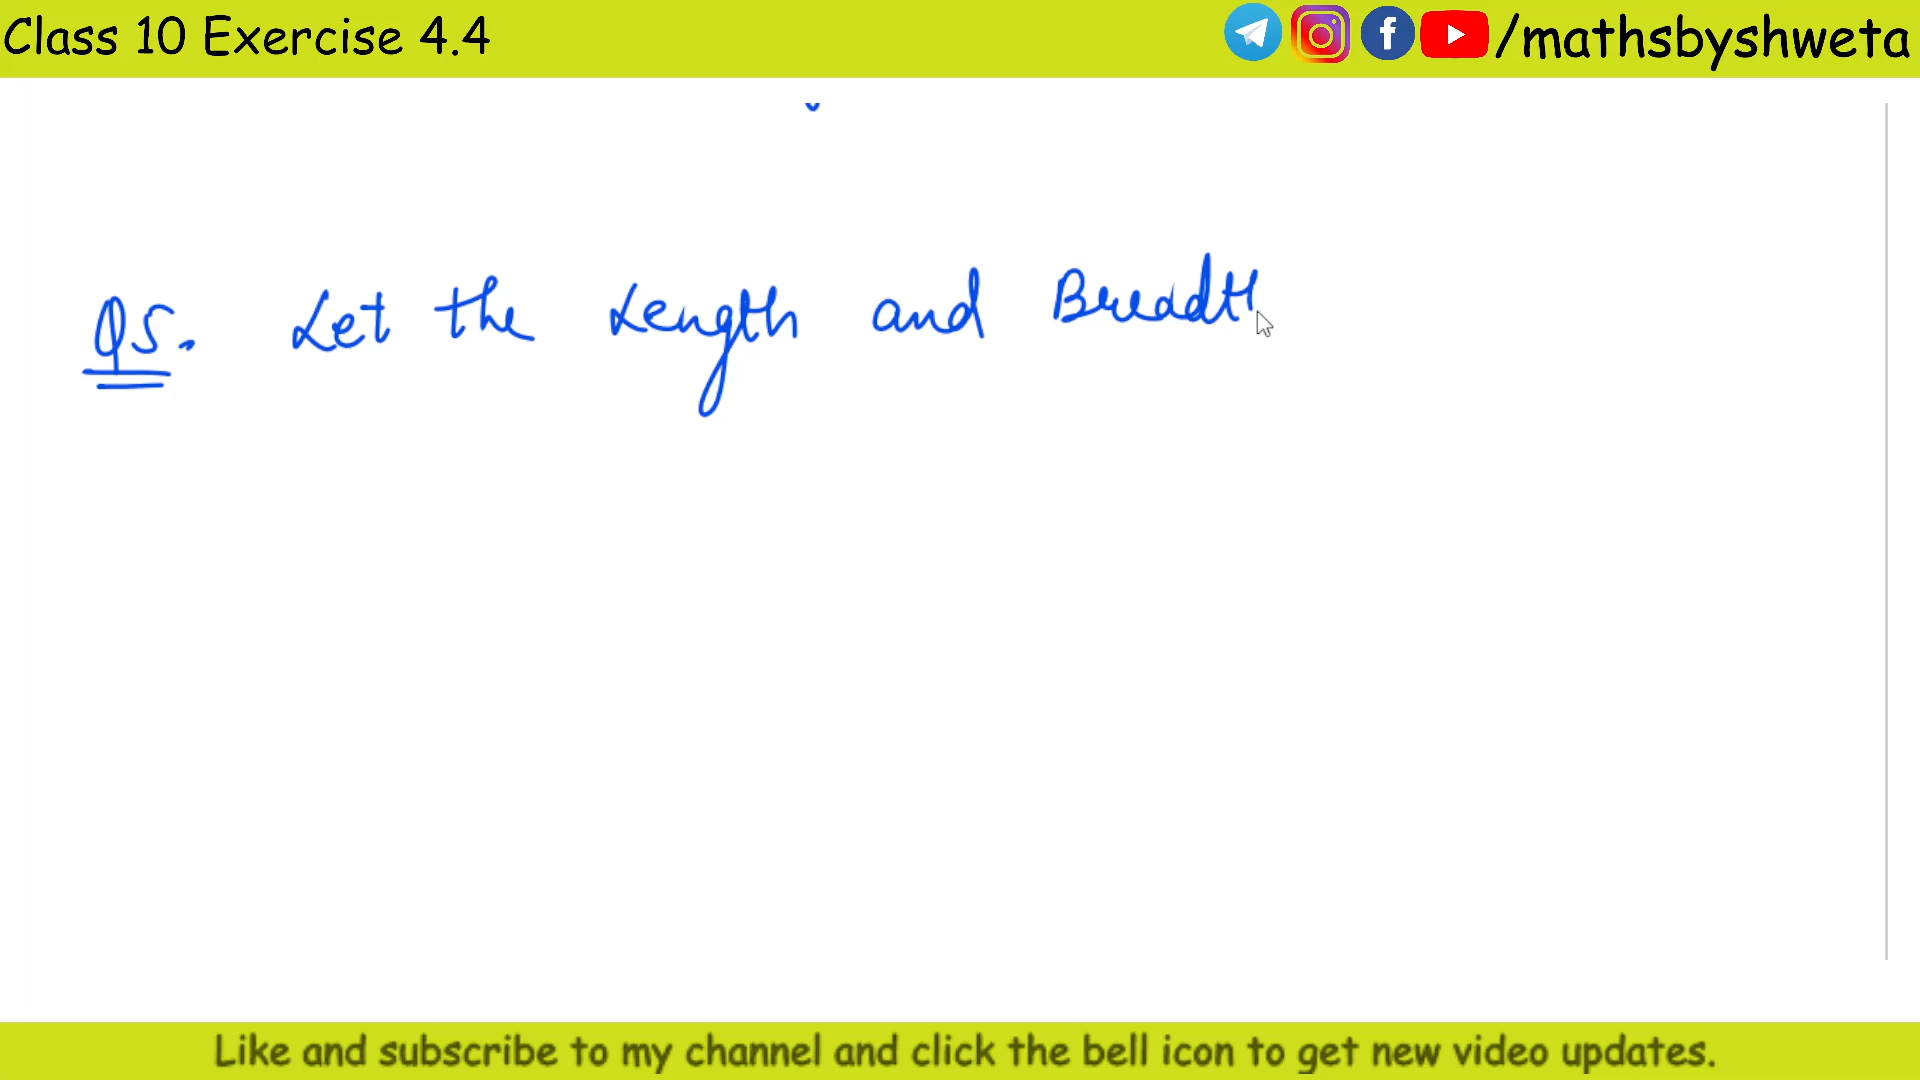 Class 10 Exercise 4.4
/mathsbyshweta
Q5. Let the Length and Breadth
Like and subscribe to my channel and click the bell icon to get new video updates.